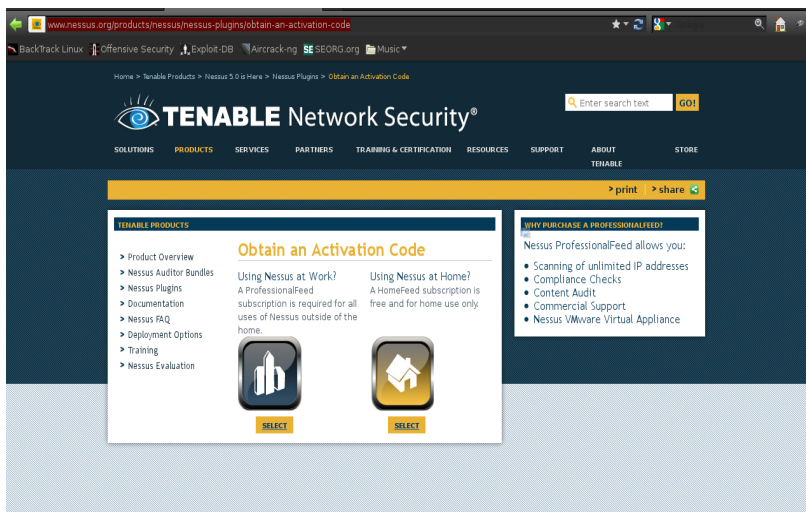 www.nessus.org/products/nessus/nessus-plugins/obtain-an-activation-code
BackTrack Linux Offensive Security Exploit-DB Aircrack-ng SE SEORG.org Music
Home > Tenable Products > Nessus 5.0 is Here > Nessus Plugins > Obtain an Activation Code
TENABLE Network Security®
Enter search text GO!
SOLUTIONS PRODUCTS SERVICES PARTNERS TRAINING & CERTIFICATION RESOURCES SUPPORT ABOUT TENABLE STORE
> print > share
TENABLE PRODUCTS
> Product Overview
> Nessus Auditor Bundles
> Nessus Plugins
> Documentation
> Nessus FAQ
> Deployment Options
> Training
> Nessus Evaluation
Obtain an Activation Code
Using Nessus at Work?
A ProfessionalFeed
subscription is required for all
uses of Nessus outside of the
home.
SELECT
Using Nessus at Home?
A HomeFeed subscription is
free and for home use only.
SELECT
WHY PURCHASE A PROFESSIONALFEED?
Nessus ProfessionalFeed allows you:
• Scanning of unlimited IP addresses
• Compliance Checks
• Content Audit
• Commercial Support
• Nessus VMware Virtual Appliance